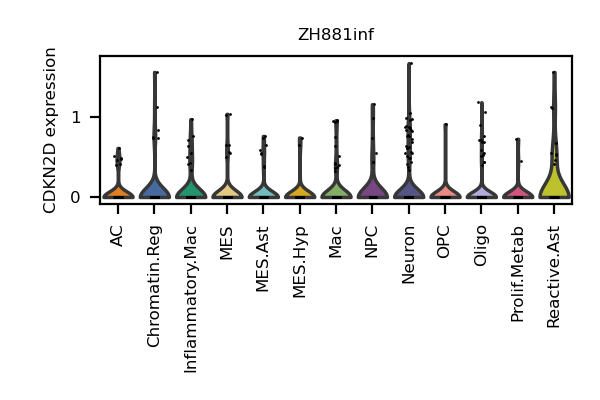 ZH881inf
CDKN2D expression
1
0
AC
Chromatin.Reg
Inflammatory.Mac
MES
MES.Ast
MES.Hyp
Mac
NPC
Neuron
OPC
Oligo
Prolif.Metab
Reactive.Ast